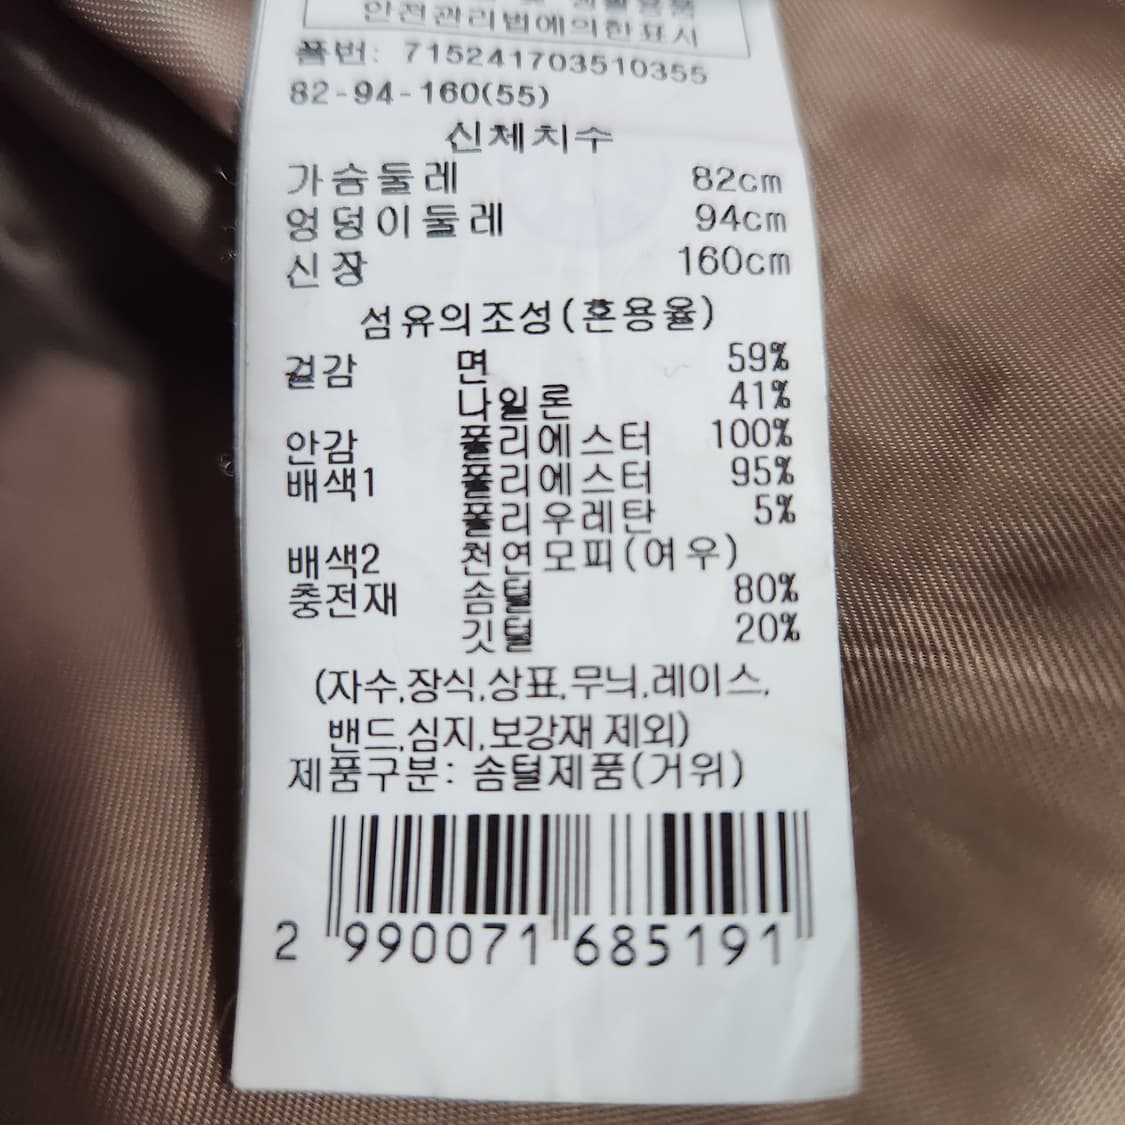 안전관리법에의한표시
품번: 715241703510355
82-94-160(55)
신체치수
가슴둘레 82cm
엉덩이둘레 94cm
신장 160cm
섬유의조성(혼용율)
겉감 면 59%
나일론 41%
안감 폴리에스터 100%
배색1 폴리에스터 95%
폴리우레탄 5%
배색2 천연모피(여우)
충전재 솜털 80%
깃털 20%
(자수,장식,상표,무늬,레이스,
밴드,심지,보강재 제외)
제품구분: 솜털제품(거위)
2 990071 685191